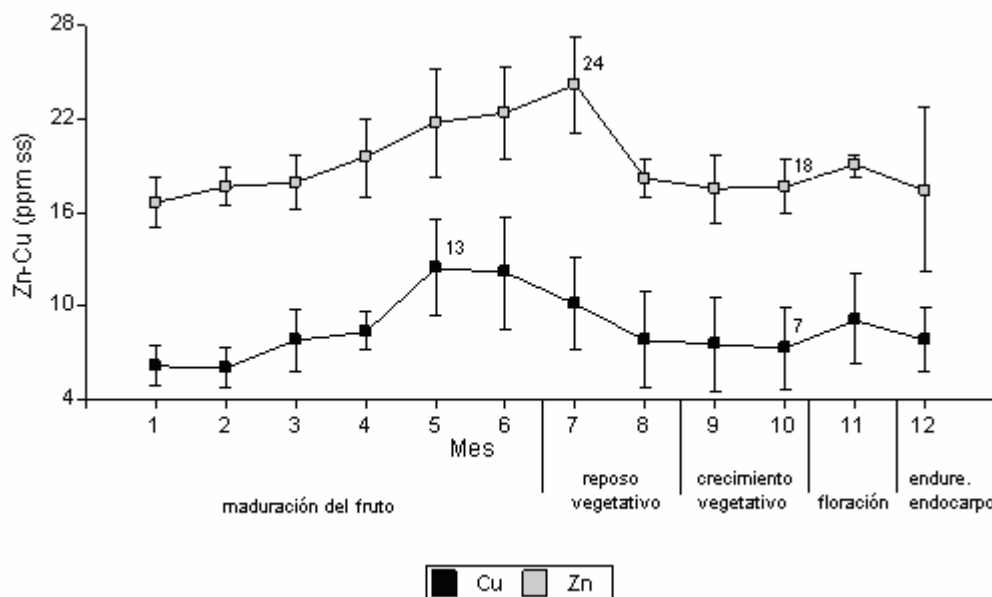 28
24
22
Zn-Cu (ppm ss)
18
16
13
10
7
4
1 2 3 4 5 6 7 8 9 10 11 12
Mes
maduración del fruto
reposo
vegetativo
crecimiento
vegetativo
floración
endure.
endocarpo
Cu Zn